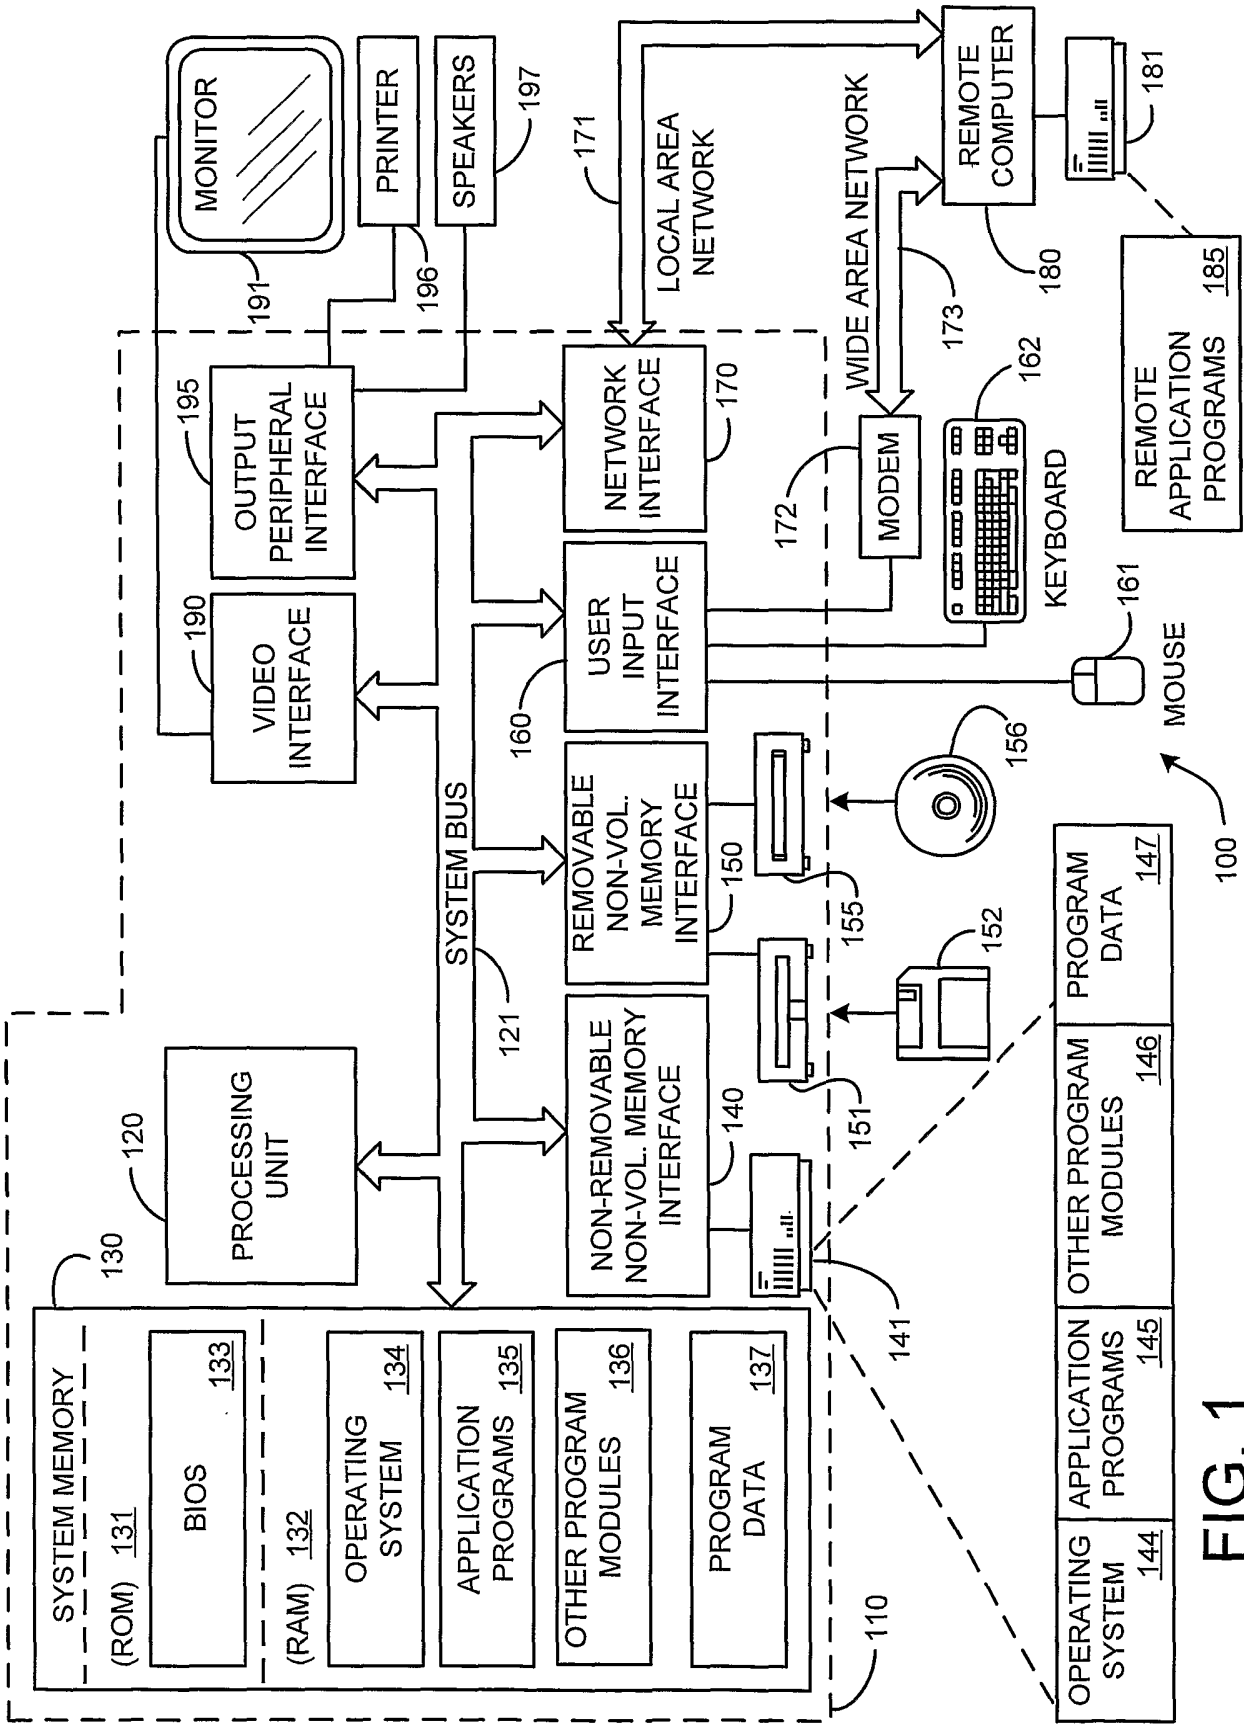 SYSTEM MEMORY
(ROM) 131
BIOS
133
(RAM) 132
OPERATING
SYSTEM
134
APPLICATION
PROGRAMS
135
OTHER PROGRAM
MODULES
136
PROGRAM
DATA
137
130
120
PROCESSING
UNIT
190
VIDEO
INTERFACE
195
OUTPUT
PERIPHERAL
INTERFACE
MONITOR
191
PRINTER
196
SPEAKERS
197
SYSTEM BUS
121
NON-REMOVABLE
NON-VOL. MEMORY
INTERFACE
140
REMOVABLE
NON-VOL.
MEMORY
INTERFACE
150
160
USER
INPUT
INTERFACE
NETWORK
INTERFACE
170
171
LOCAL AREA
NETWORK
WIDE AREA NETWORK
173
172
MODEM
REMOTE
COMPUTER
180
181
REMOTE
APPLICATION
PROGRAMS
185
162
KEYBOARD
161
MOUSE
110
141
151
152
155
156
OPERATING
SYSTEM
144
APPLICATION
PROGRAMS
145
OTHER PROGRAM
MODULES
146
PROGRAM
DATA
147
100
FIG. 1